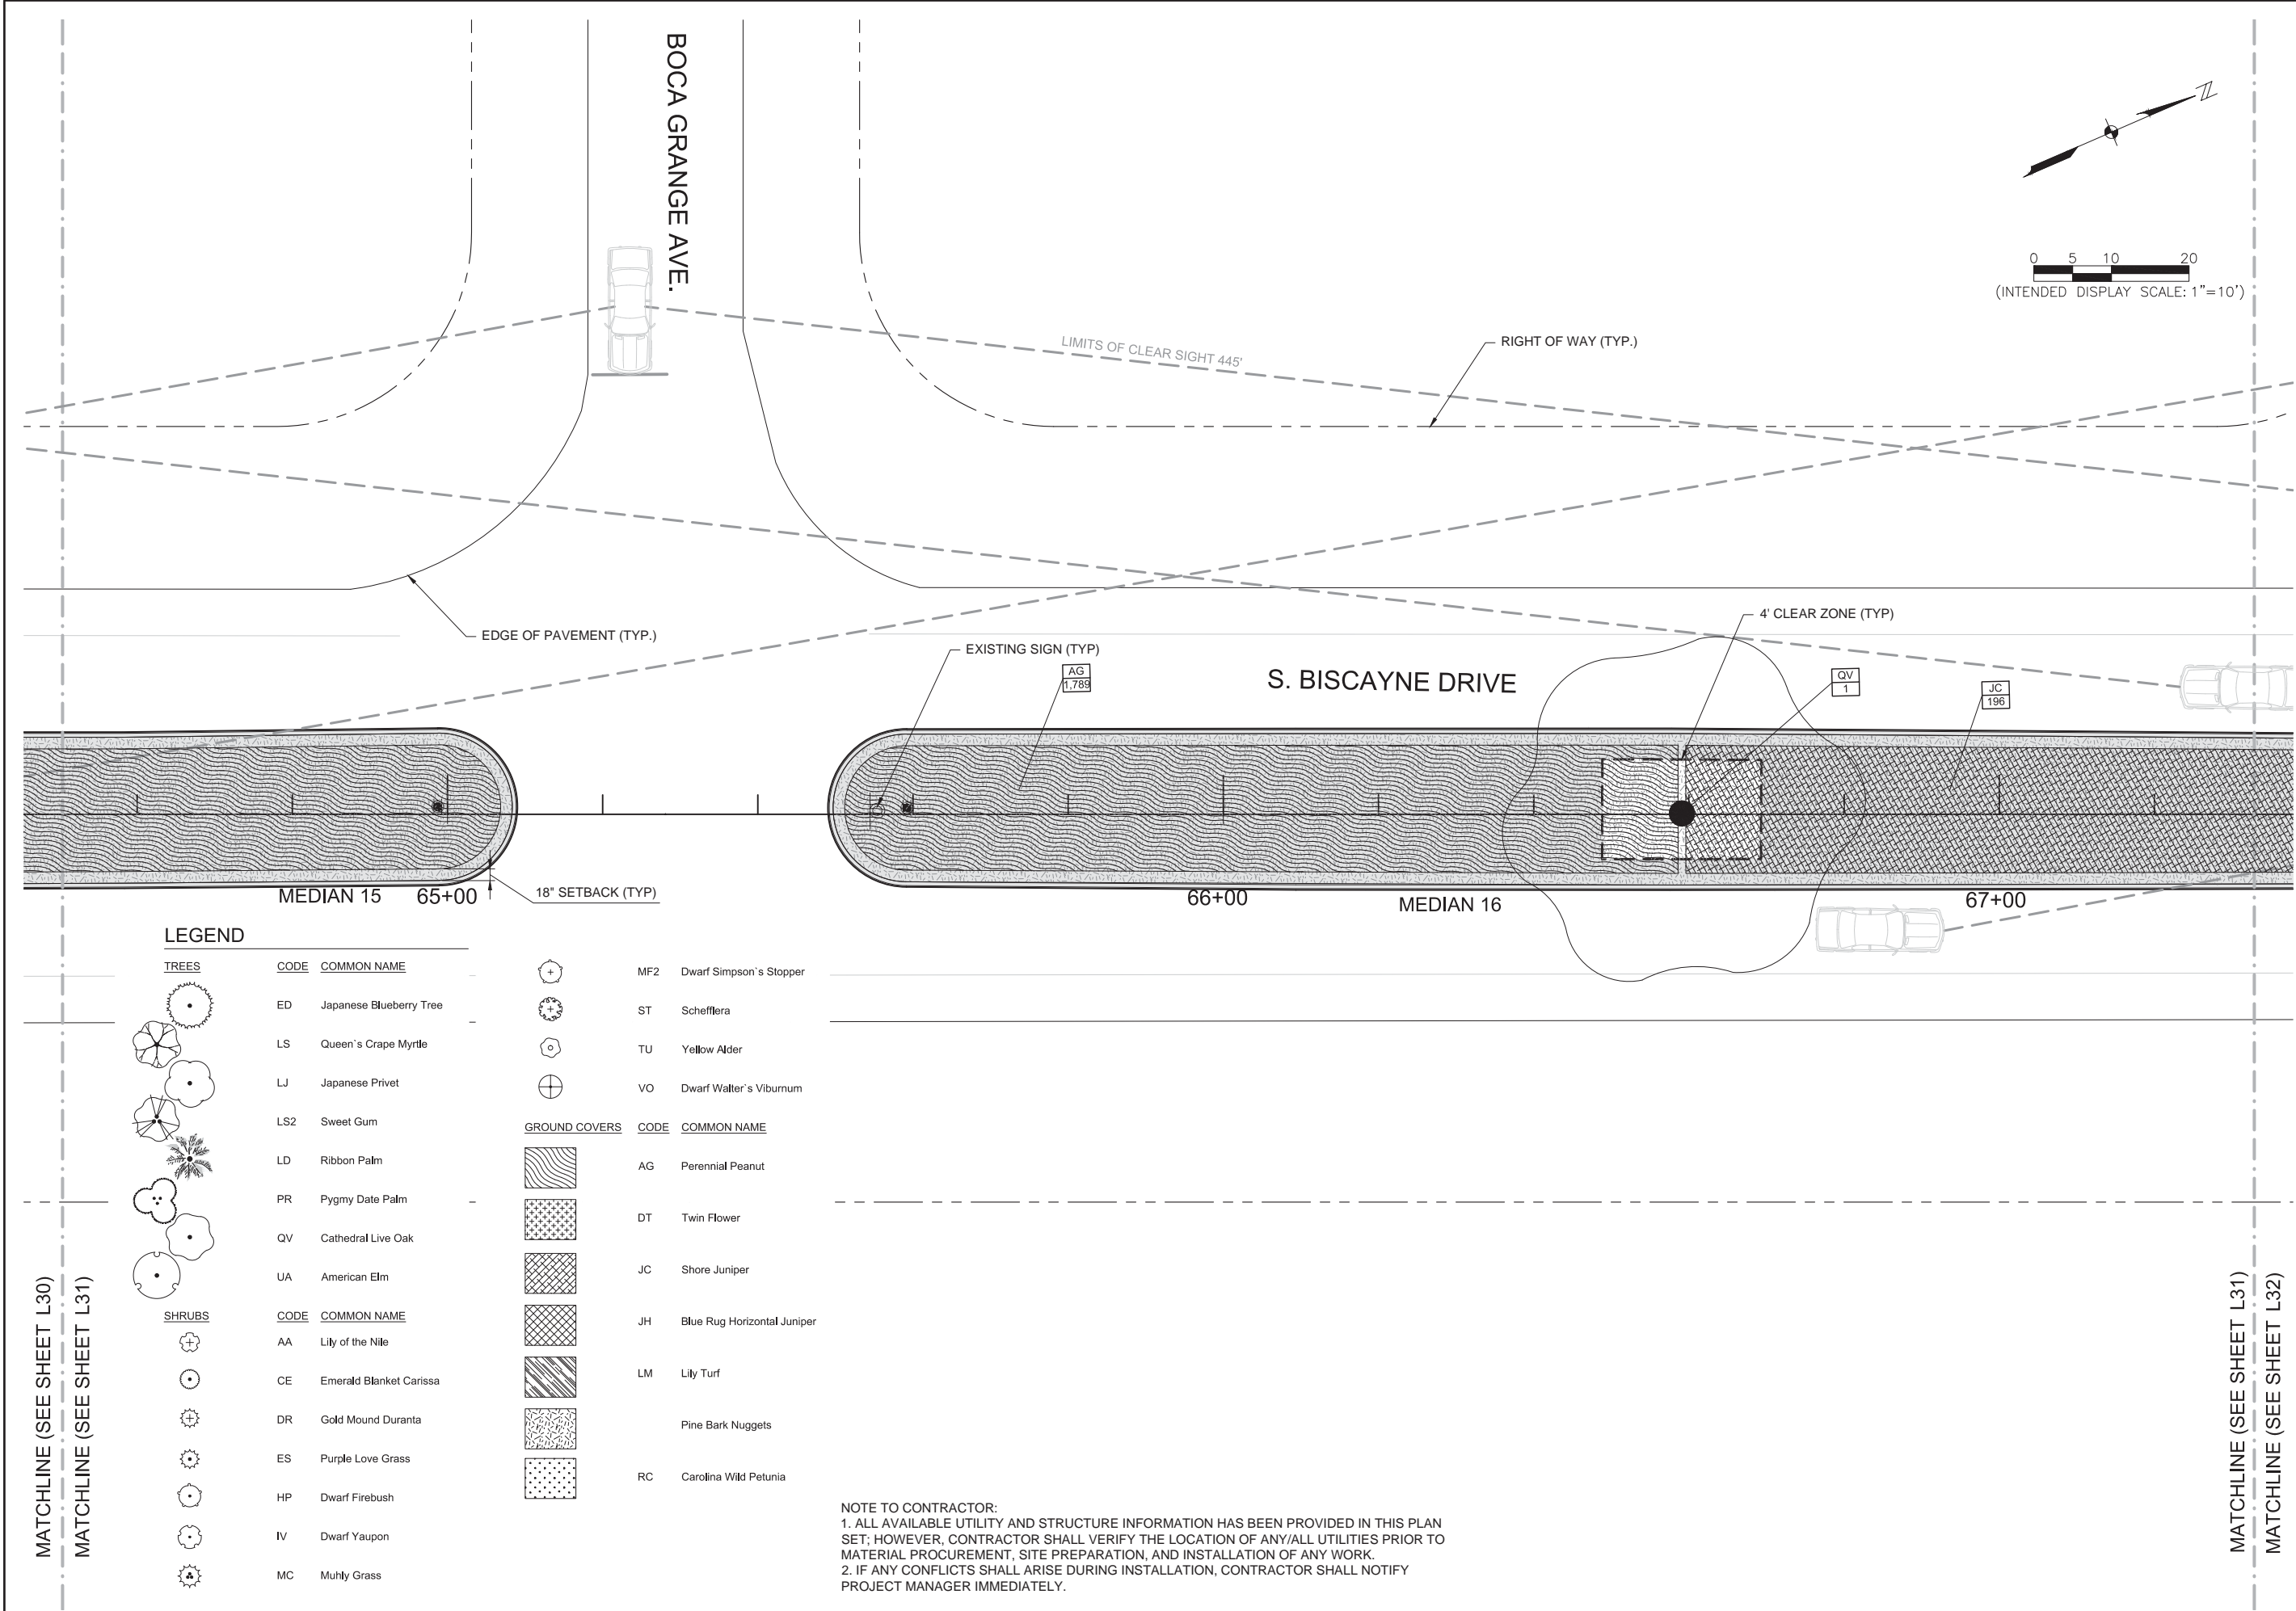 BOCA GRANGE AVE.
Z
0 5 10 20
(INTENDED DISPLAY SCALE: 1"=10')
LIMITS OF CLEAR SIGHT 445'
RIGHT OF WAY (TYP.)
EDGE OF PAVEMENT (TYP.)
4' CLEAR ZONE (TYP)
EXISTING SIGN (TYP)
AG
1,789
S. BISCAYNE DRIVE
QV
1
JC
196
MEDIAN 15
65+00
18" SETBACK (TYP)
66+00
MEDIAN 16
67+00
LEGEND
TREES CODE COMMON NAME
ED Japanese Blueberry Tree
LS Queen`s Crape Myrtle
LJ Japanese Privet
LS2 Sweet Gum
LD Ribbon Palm
PR Pygmy Date Palm
QV Cathedral Live Oak
UA American Elm
SHRUBS CODE COMMON NAME
AA Lily of the Nile
CE Emerald Blanket Carissa
DR Gold Mound Duranta
ES Purple Love Grass
HP Dwarf Firebush
IV Dwarf Yaupon
MC Muhly Grass
MF2 Dwarf Simpson`s Stopper
ST Schefflera
TU Yellow Alder
VO Dwarf Walter`s Viburnum
GROUND COVERS CODE COMMON NAME
AG Perennial Peanut
DT Twin Flower
JC Shore Juniper
JH Blue Rug Horizontal Juniper
LM Lily Turf
Pine Bark Nuggets
RC Carolina Wild Petunia
NOTE TO CONTRACTOR:
1. ALL AVAILABLE UTILITY AND STRUCTURE INFORMATION HAS BEEN PROVIDED IN THIS PLAN
SET; HOWEVER, CONTRACTOR SHALL VERIFY THE LOCATION OF ANY/ALL UTILITIES PRIOR TO
MATERIAL PROCUREMENT, SITE PREPARATION, AND INSTALLATION OF ANY WORK.
2. IF ANY CONFLICTS SHALL ARISE DURING INSTALLATION, CONTRACTOR SHALL NOTIFY
PROJECT MANAGER IMMEDIATELY.
MATCHLINE (SEE SHEET L30)
MATCHLINE (SEE SHEET L31)
MATCHLINE (SEE SHEET L31)
MATCHLINE (SEE SHEET L32)